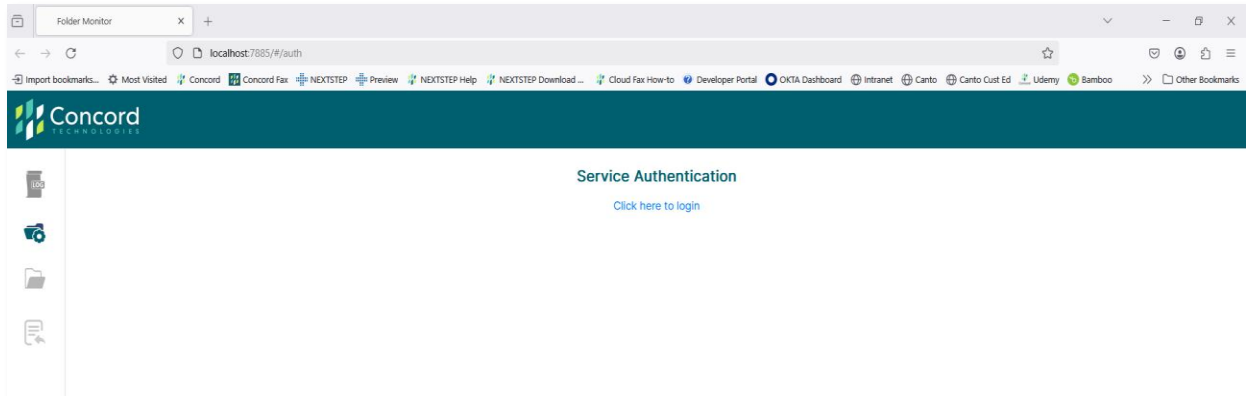 Folder Monitor
localhost:7885/#/auth
Import bookmarks... Most Visited Concord Concord Fax NEXTSTEP Preview NEXTSTEP Help NEXTSTEP Download ... Cloud Fax How-to Developer Portal OKTA Dashboard Intranet Canto Canto Cust Ed Udemy Bamboo Other Bookmarks
Concord
TECHNOLOGIES
LOG
Service Authentication
Click here to login